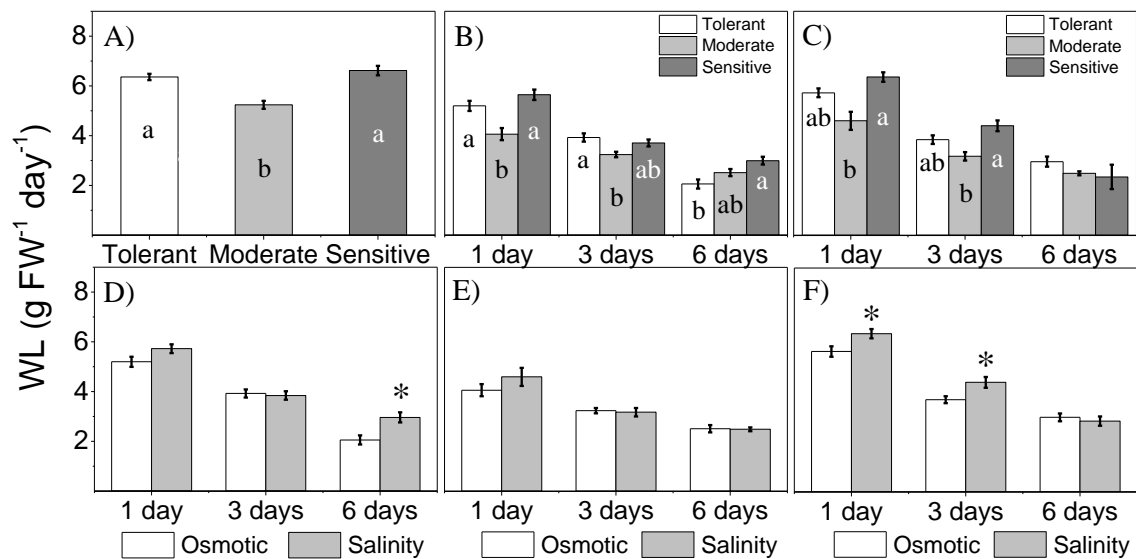 WL (g FW-1 day-1)
A)
8
6
4
2
a
b
a
Tolerant Moderate Sensitive
B)
Tolerant
Moderate
Sensitive
a b a
a b ab
b ab a
1 day 3 days 6 days
C)
Tolerant
Moderate
Sensitive
ab b a
ab b a
1 day 3 days 6 days
D)
8
6
4
2
*
1 day 3 days 6 days
Osmotic Salinity
E)
1 day 3 days 6 days
Osmotic Salinity
F)
*
*
1 day 3 days 6 days
Osmotic Salinity